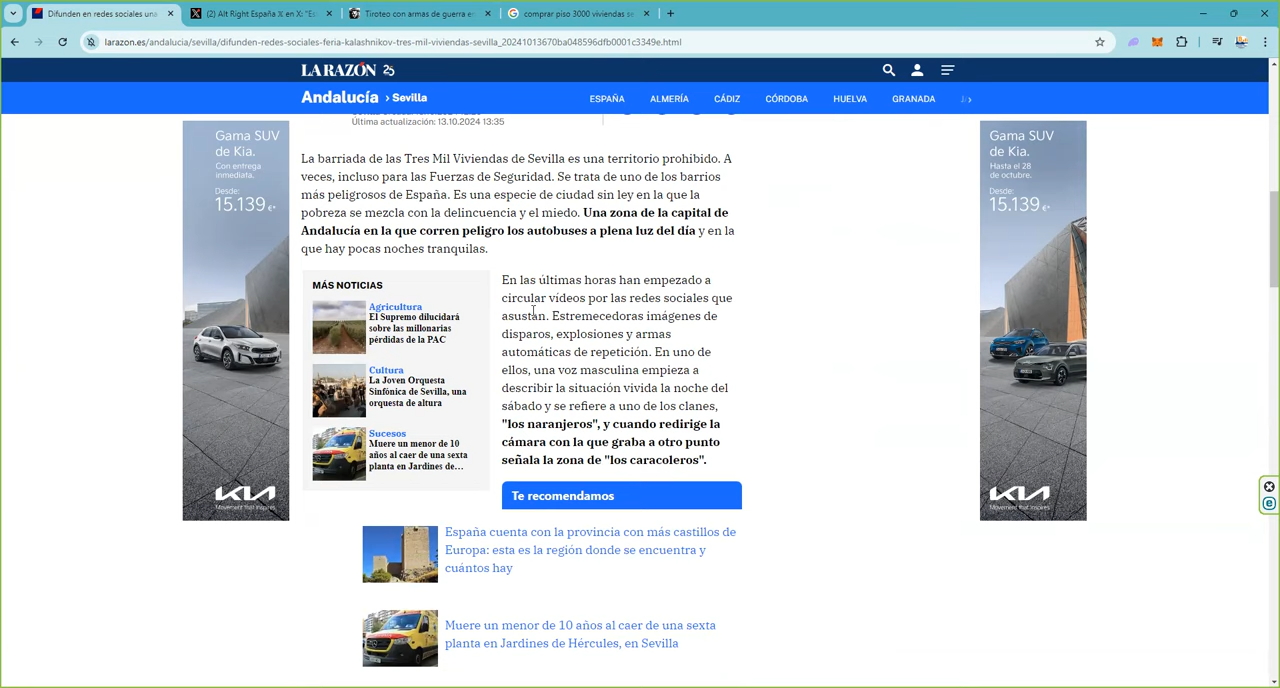 Difunden en redes sociales una
(2) Alt Right España 𝕏 en X: "Es
Tiroteo con armas de guerra e
comprar piso 3000 viviendas se
larazon.es/andalucia/sevilla/difunden-redes-sociales-feria-kalashnikov-tres-mil-viviendas-sevilla_20241013670ba048596dfb0001c3349e.html
LA RAZÓN 25
Andalucía › Sevilla
ESPAÑA ALMERÍA CÁDIZ CÓRDOBA HUELVA GRANADA
Última actualización: 13.10.2024 13:35
Gama SUV
de Kia.
Con entrega
inmediata.
Desde:
15.139€*
KIA
Movement that inspires
La barriada de las Tres Mil Viviendas de Sevilla es una territorio prohibido. A
veces, incluso para las Fuerzas de Seguridad. Se trata de uno de los barrios
más peligrosos de España. Es una especie de ciudad sin ley en la que la
pobreza se mezcla con la delincuencia y el miedo. Una zona de la capital de
Andalucía en la que corren peligro los autobuses a plena luz del día y en la
que hay pocas noches tranquilas.
MÁS NOTICIAS
Agricultura
El Supremo dilucidará
sobre las millonarias
pérdidas de la PAC
Cultura
La Joven Orquesta
Sinfónica de Sevilla, una
orquesta de altura
Sucesos
Muere un menor de 10
años al caer de una sexta
planta en Jardines de...
En las últimas horas han empezado a
circular vídeos por las redes sociales que
asustan. Estremecedoras imágenes de
disparos, explosiones y armas
automáticas de repetición. En uno de
ellos, una voz masculina empieza a
describir la situación vivida la noche del
sábado y se refiere a uno de los clanes,
"los naranjeros", y cuando redirige la
cámara con la que graba a otro punto
señala la zona de "los caracoleros".
Te recomendamos
España cuenta con la provincia con más castillos de
Europa: esta es la región donde se encuentra y
cuántos hay
Muere un menor de 10 años al caer de una sexta
planta en Jardines de Hércules, en Sevilla
Gama SUV
de Kia.
Hasta el 28
de octubre.
Desde:
15.139€*
KIA
Movement that inspires